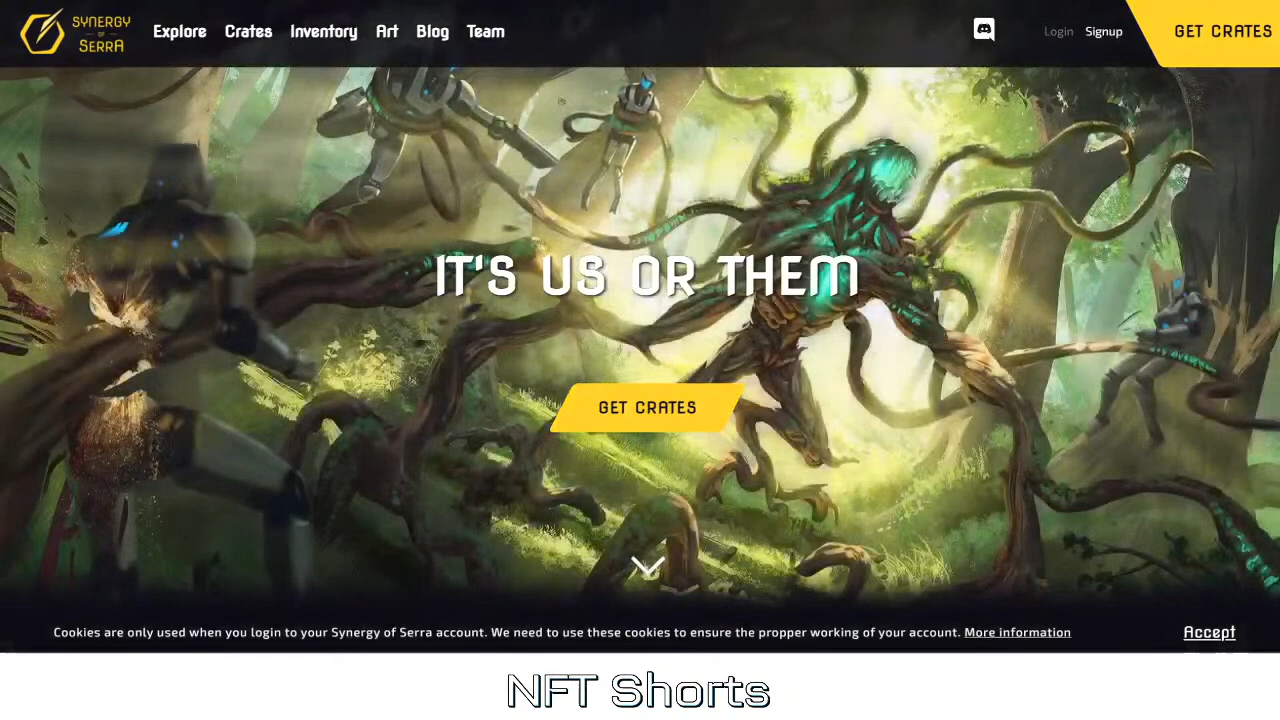 SYNERGY
OF
SERRA
Explore Crates Inventory Art Blog Team
Login Signup
GET CRATES
IT'S US OR THEM
GET CRATES
Cookies are only used when you login to your Synergy of Serra account. We need to use these cookies to ensure the propper working of your account. More information
Accept
NFT Shorts